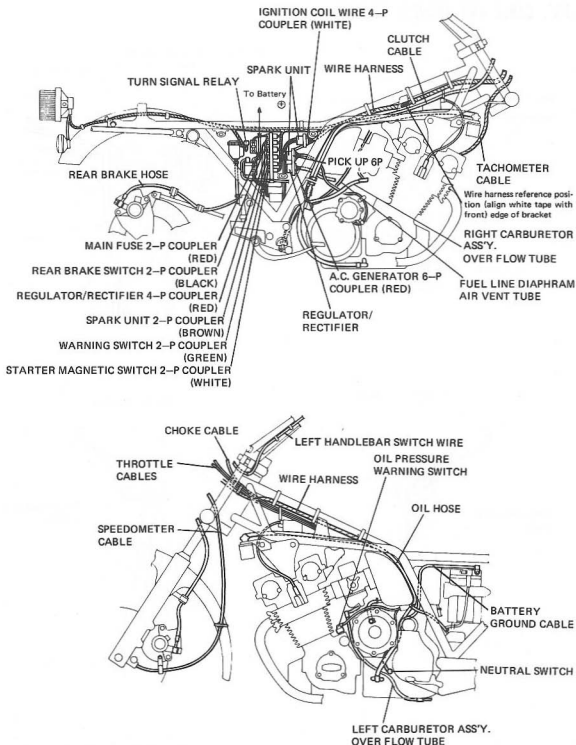 IGNITION COIL WIRE 4–P
COUPLER (WHITE)
CLUTCH
CABLE
SPARK UNIT
WIRE HARNESS
TURN SIGNAL RELAY
To Battery
+
PICK UP 6P
REAR BRAKE HOSE
TACHOMETER
CABLE
Wire harness reference posi-
tion (align white tape with
front) edge of bracket
RIGHT CARBURETOR
ASS'Y.
OVER FLOW TUBE
MAIN FUSE 2–P COUPLER
(RED)
REAR BRAKE SWITCH 2–P COUPLER
(BLACK)
REGULATOR/RECTIFIER 4–P COUPLER
(RED)
SPARK UNIT 2–P COUPLER
(BROWN)
WARNING SWITCH 2–P COUPLER
(GREEN)
STARTER MAGNETIC SWITCH 2–P COUPLER
(WHITE)
A.C. GENERATOR 6–P
COUPLER (RED)
FUEL LINE DIAPHRAM
AIR VENT TUBE
REGULATOR/
RECTIFIER
CHOKE CABLE
LEFT HANDLEBAR SWITCH WIRE
THROTTLE
CABLES
OIL PRESSURE
WARNING SWITCH
WIRE HARNESS
OIL HOSE
SPEEDOMETER
CABLE
BATTERY
GROUND CABLE
NEUTRAL SWITCH
LEFT CARBURETOR ASS'Y.
OVER FLOW TUBE